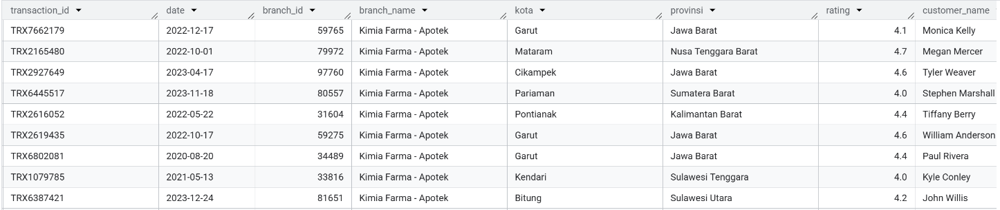 transaction_id date branch_id branch_name kota provinsi rating customer_name
TRX7662179 2022-12-17 59765 Kimia Farma - Apotek Garut Jawa Barat 4.1 Monica Kelly
TRX2165480 2022-10-01 79972 Kimia Farma - Apotek Mataram Nusa Tenggara Barat 4.7 Megan Mercer
TRX2927649 2023-04-17 97760 Kimia Farma - Apotek Cikampek Jawa Barat 4.6 Tyler Weaver
TRX6445517 2023-11-18 80557 Kimia Farma - Apotek Pariaman Sumatera Barat 4.0 Stephen Marshall
TRX2616052 2022-05-22 31604 Kimia Farma - Apotek Pontianak Kalimantan Barat 4.4 Tiffany Berry
TRX2619435 2022-10-17 59275 Kimia Farma - Apotek Garut Jawa Barat 4.6 William Anderson
TRX6802081 2020-08-20 34489 Kimia Farma - Apotek Garut Jawa Barat 4.4 Paul Rivera
TRX1079785 2021-05-13 33816 Kimia Farma - Apotek Kendari Sulawesi Tenggara 4.0 Kyle Conley
TRX6387421 2023-12-24 81651 Kimia Farma - Apotek Bitung Sulawesi Utara 4.2 John Willis